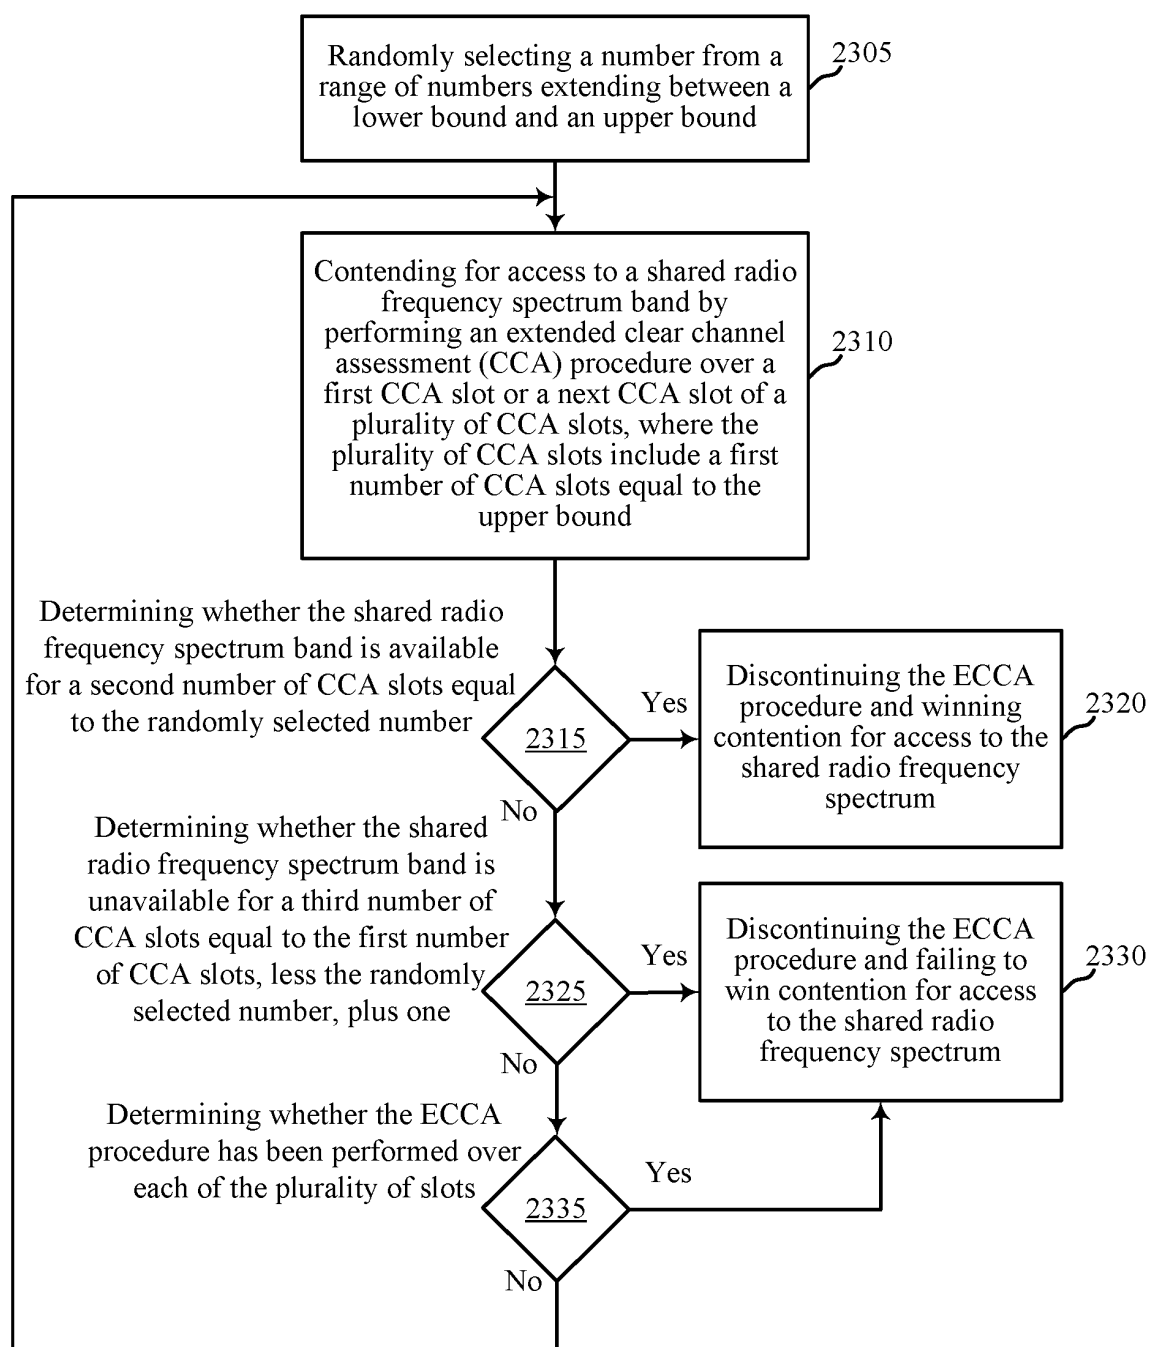 Randomly selecting a number from a
range of numbers extending between a
lower bound and an upper bound
2305
Contending for access to a shared radio
frequency spectrum band by
performing an extended clear channel
assessment (CCA) procedure over a
first CCA slot or a next CCA slot of a
plurality of CCA slots, where the
plurality of CCA slots include a first
number of CCA slots equal to the
upper bound
2310
Determining whether the shared radio
frequency spectrum band is available
for a second number of CCA slots equal
to the randomly selected number
2315
Yes
No
Discontinuing the ECCA
procedure and winning
contention for access to the
shared radio frequency
spectrum
2320
Determining whether the shared
radio frequency spectrum band is
unavailable for a third number of
CCA slots equal to the first number
of CCA slots, less the randomly
selected number, plus one
2325
Yes
No
Discontinuing the ECCA
procedure and failing to
win contention for access
to the shared radio
frequency spectrum
2330
Determining whether the ECCA
procedure has been performed over
each of the plurality of slots
2335
Yes
No